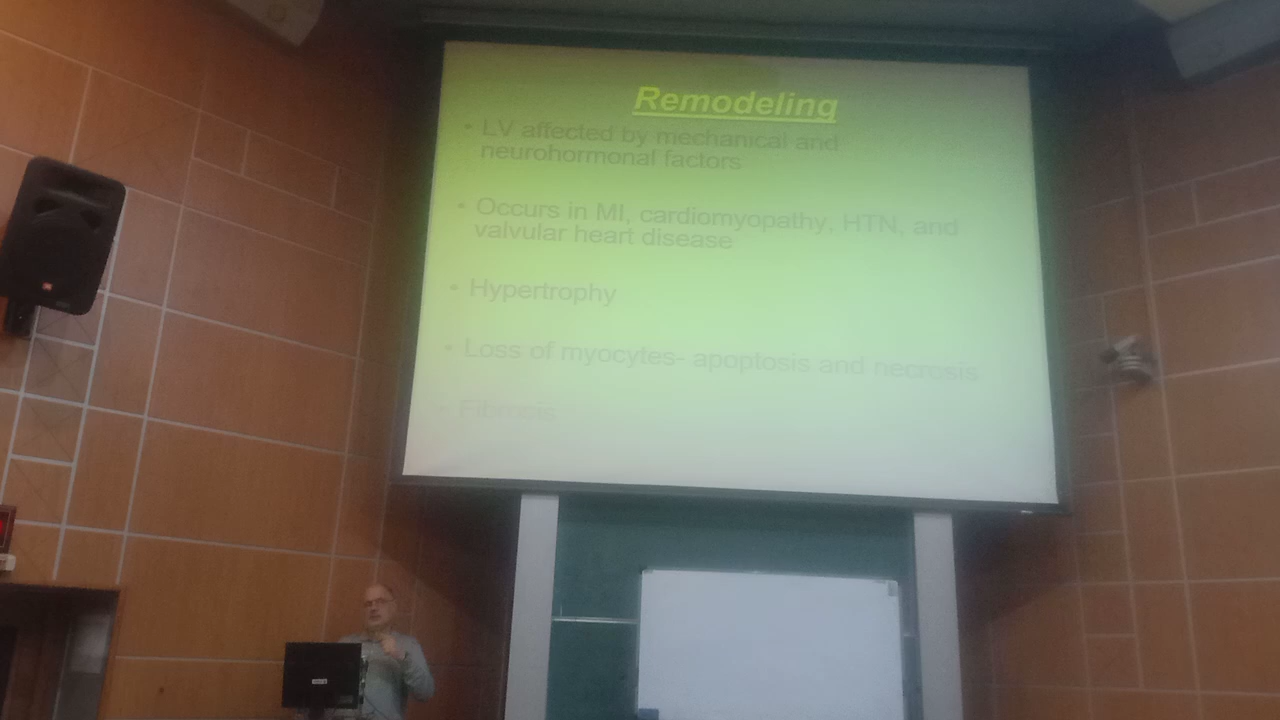 Remodeling
• LV affected by mechanical and
neurohormonal factors
• Occurs in MI, cardiomyopathy, HTN, and
valvular heart disease
• Hypertrophy
• Loss of myocytes- apoptosis and necrosis
• Fibrosis